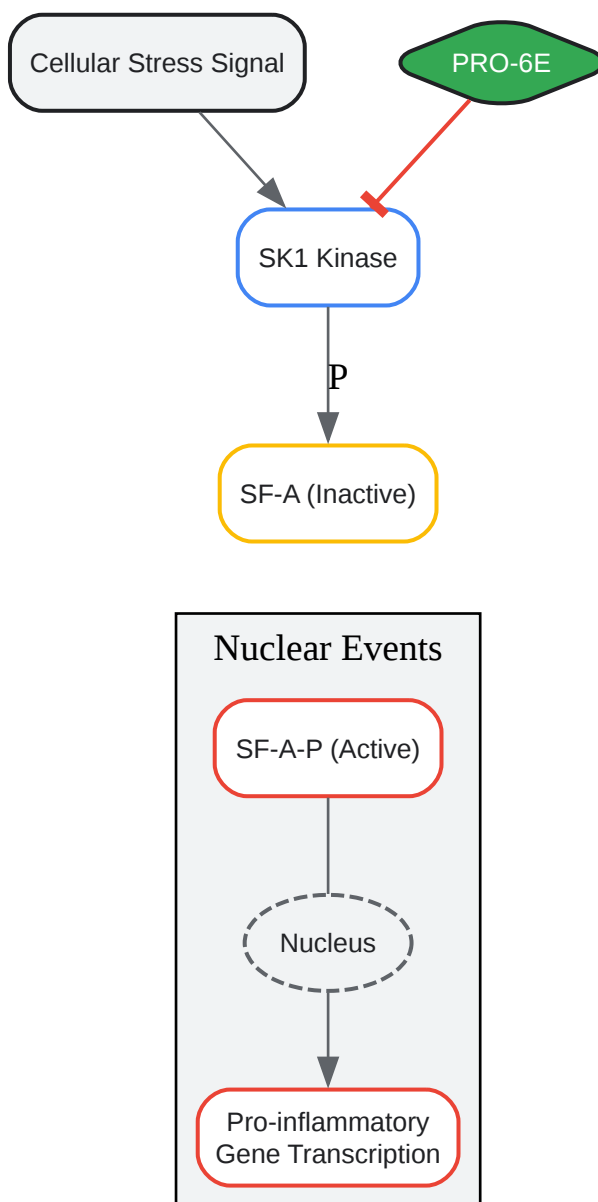 Cellular Stress Signal
PRO-6E
SK1 Kinase
P
SF-A (Inactive)
Nuclear Events
SF-A-P (Active)
Nucleus
Pro-inflammatory
Gene Transcription